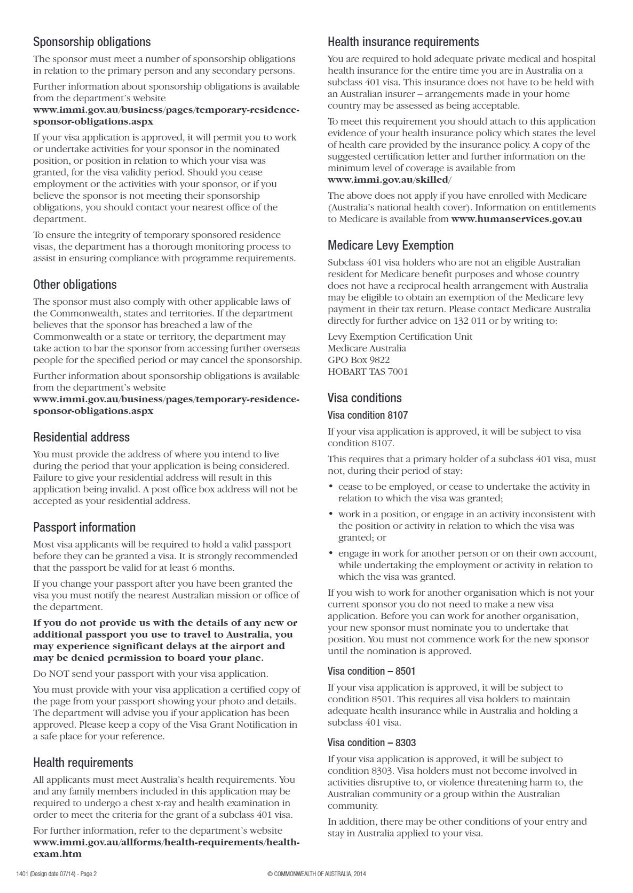 Sponsorship obligations
The sponsor must meet a number of sponsorship obligations
in relation to the primary person and any secondary persons.
Further information about sponsorship obligations is available
from the department's website
www.immi.gov.au/business/pages/temporary-residence-
sponsor-obligations.aspx
If your visa application is approved, it will permit you to work
or undertake activities for your sponsor in the nominated
position, or position in relation to which your visa was
granted, for the visa validity period. Should you cease
employment or the activities with your sponsor, or if you
believe the sponsor is not meeting their sponsorship
obligations, you should contact your nearest office of the
department.
To ensure the integrity of temporary sponsored residence
visas, the department has a thorough monitoring process to
assist in ensuring compliance with programme requirements.
Other obligations
The sponsor must also comply with other applicable laws of
the Commonwealth, states and territories. If the department
believes that the sponsor has breached a law of the
Commonwealth or a state or territory, the department may
take action to bar the sponsor from accessing further overseas
people for the specified period or may cancel the sponsorship.
Further information about sponsorship obligations is available
from the department's website
www.immi.gov.au/business/pages/temporary-residence-
sponsor-obligations.aspx
Residential address
You must provide the address of where you intend to live
during the period that your application is being considered.
Failure to give your residential address will result in this
application being invalid. A post office box address will not be
accepted as your residential address.
Passport information
Most visa applicants will be required to hold a valid passport
before they can be granted a visa. It is strongly recommended
that the passport be valid for at least 6 months.
If you change your passport after you have been granted the
visa you must notify the nearest Australian mission or office of
the department.
If you do not provide us with the details of any new or
additional passport you use to travel to Australia, you
may experience significant delays at the airport and
may be denied permission to board your plane.
Do NOT send your passport with your visa application.
You must provide with your visa application a certified copy of
the page from your passport showing your photo and details.
The department will advise you if your application has been
approved. Please keep a copy of the Visa Grant Notification in
a safe place for your reference.
Health requirements
All applicants must meet Australia's health requirements. You
and any family members included in this application may be
required to undergo a chest x-ray and health examination in
order to meet the criteria for the grant of a subclass 401 visa.
For further information, refer to the department's website
www.immi.gov.au/allforms/health-requirements/health-
exam.htm
Health insurance requirements
You are required to hold adequate private medical and hospital
health insurance for the entire time you are in Australia on a
subclass 401 visa. This insurance does not have to be held with
an Australian insurer – arrangements made in your home
country may be assessed as being acceptable.
To meet this requirement you should attach to this application
evidence of your health insurance policy which states the level
of health care provided by the insurance policy. A copy of the
suggested certification letter and further information on the
minimum level of coverage is available from
www.immi.gov.au/skilled/
The above does not apply if you have enrolled with Medicare
(Australia's national health cover). Information on entitlements
to Medicare is available from www.humanservices.gov.au
Medicare Levy Exemption
Subclass 401 visa holders who are not an eligible Australian
resident for Medicare benefit purposes and whose country
does not have a reciprocal health arrangement with Australia
may be eligible to obtain an exemption of the Medicare levy
payment in their tax return. Please contact Medicare Australia
directly for further advice on 132 011 or by writing to:
Levy Exemption Certification Unit
Medicare Australia
GPO Box 9822
HOBART TAS 7001
Visa conditions
Visa condition 8107
If your visa application is approved, it will be subject to visa
condition 8107.
This requires that a primary holder of a subclass 401 visa, must
not, during their period of stay:
• cease to be employed, or cease to undertake the activity in
relation to which the visa was granted;
• work in a position, or engage in an activity inconsistent with
the position or activity in relation to which the visa was
granted; or
• engage in work for another person or on their own account,
while undertaking the employment or activity in relation to
which the visa was granted.
If you wish to work for another organisation which is not your
current sponsor you do not need to make a new visa
application. Before you can work for another organisation,
your new sponsor must nominate you to undertake that
position. You must not commence work for the new sponsor
until the nomination is approved.
Visa condition – 8501
If your visa application is approved, it will be subject to
condition 8501. This requires all visa holders to maintain
adequate health insurance while in Australia and holding a
subclass 401 visa.
Visa condition – 8303
If your visa application is approved, it will be subject to
condition 8303. Visa holders must not become involved in
activities disruptive to, or violence threatening harm to, the
Australian community or a group within the Australian
community.
In addition, there may be other conditions of your entry and
stay in Australia applied to your visa.
1401 (Design date 07/14) - Page 2
© COMMONWEALTH OF AUSTRALIA, 2014